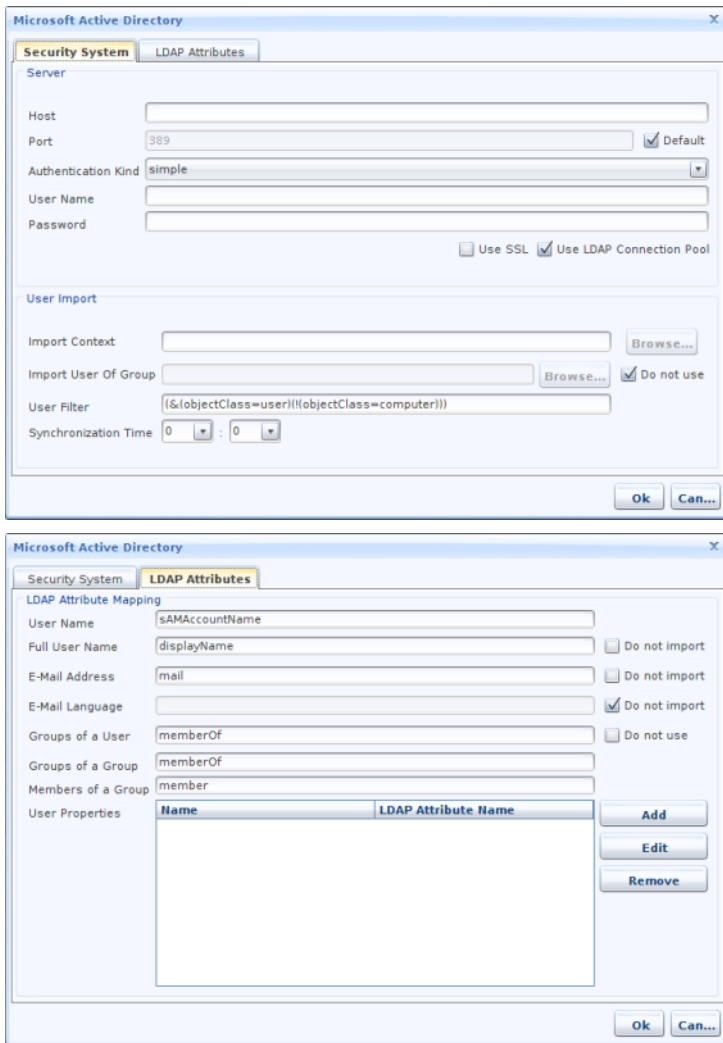 Microsoft Active Directory x
Security System LDAP Attributes
Server
Host
Port 389 Default
Authentication Kind simple
User Name
Password
Use SSL Use LDAP Connection Pool
User Import
Import Context Browse...
Import User Of Group Browse... Do not use
User Filter (&(objectClass=user)(!(objectClass=computer)))
Synchronization Time 0 : 0
Ok Can...
Microsoft Active Directory x
Security System LDAP Attributes
LDAP Attribute Mapping
User Name sAMAccountName
Full User Name displayName Do not import
E-Mail Address mail Do not import
E-Mail Language Do not import
Groups of a User memberOf Do not use
Groups of a Group memberOf
Members of a Group member
User Properties Name LDAP Attribute Name Add
Edit
Remove
Ok Can...